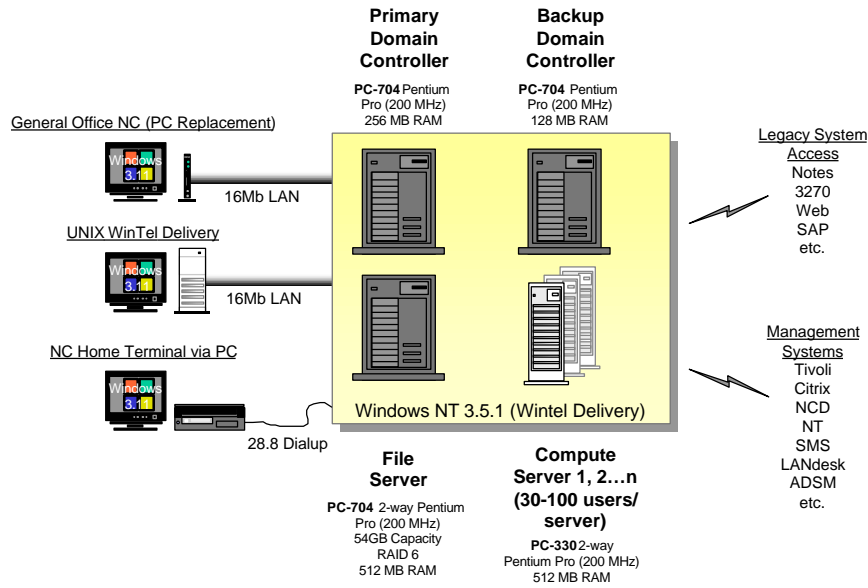 Primary
Domain
Controller
PC-704 Pentium
Pro (200 MHz)
256 MB RAM
Backup
Domain
Controller
PC-704 Pentium
Pro (200 MHz)
128 MB RAM
General Office NC (PC Replacement)
Windows
3.11
16Mb LAN
UNIX WinTel Delivery
Windows
3.11
16Mb LAN
NC Home Terminal via PC
Windows
3.11
28.8 Dialup
Windows NT 3.5.1 (Wintel Delivery)
Legacy System
Access
Notes
3270
Web
SAP
etc.
Management
Systems
Tivoli
Citrix
NCD
NT
SMS
LANdesk
ADSM
etc.
File
Server
PC-704 2-way Pentium
Pro (200 MHz)
54GB Capacity
RAID 6
512 MB RAM
Compute
Server 1, 2...n
(30-100 users/
server)
PC-330 2-way
Pentium Pro (200 MHz)
512 MB RAM